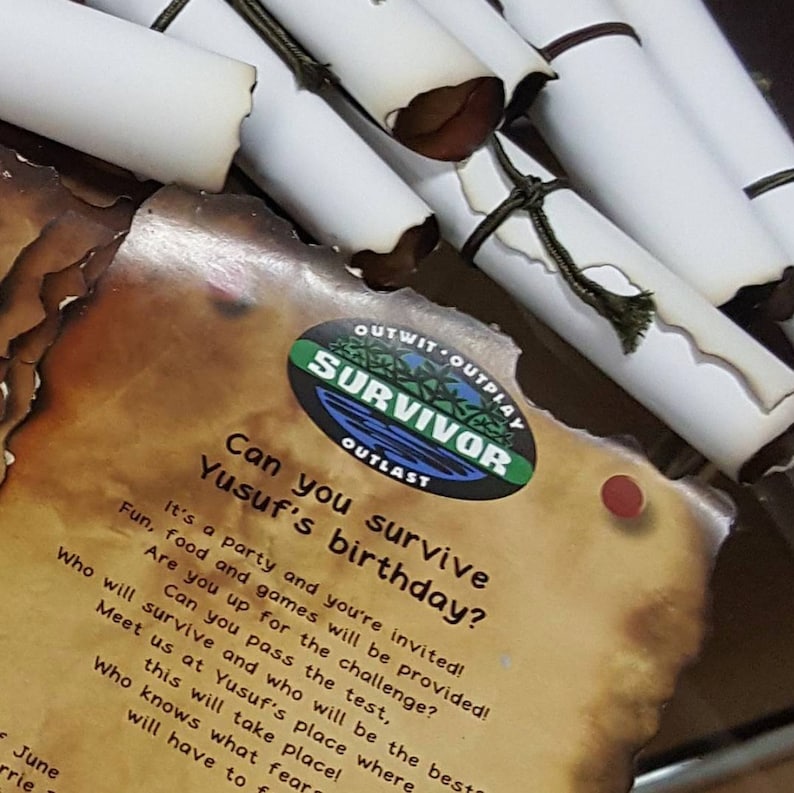 OUTWIT • OUTPLAY
SURVIVOR
OUTLAST
Can you survive
Yusuf's birthday?
It's a party and you're invited!
Fun, food and games will be provided!
Are you up for the challenge?
Can you pass the test,
Who will survive and who will be the best?
Meet us at Yusuf's place where
this will take place!
Who knows what
will have to
June